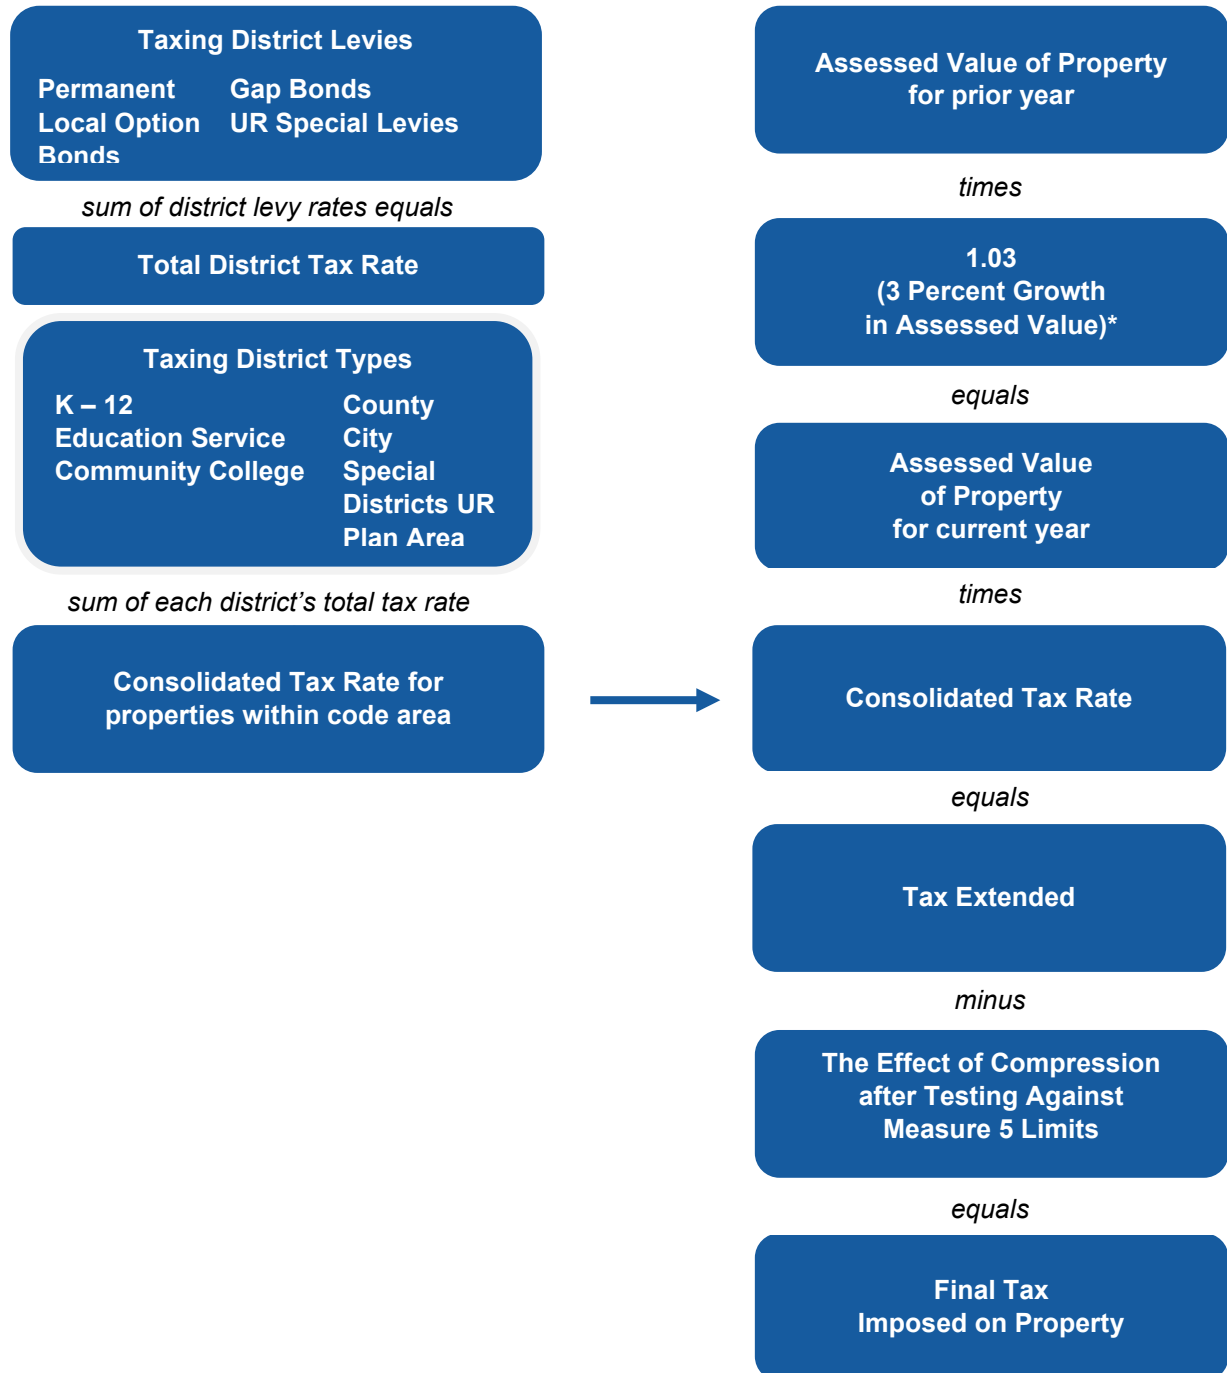 Taxing District Levies
Permanent Gap Bonds
Local Option UR Special Levies
Bonds
sum of district levy rates equals
Total District Tax Rate
Taxing District Types
K – 12 County
Education Service City
Community College Special
Districts UR
Plan Area
sum of each district’s total tax rate
Consolidated Tax Rate for
properties within code area
Assessed Value of Property
for prior year
times
1.03
(3 Percent Growth
in Assessed Value)*
equals
Assessed Value
of Property
for current year
times
Consolidated Tax Rate
equals
Tax Extended
minus
The Effect of Compression
after Testing Against
Measure 5 Limits
equals
Final Tax
Imposed on Property